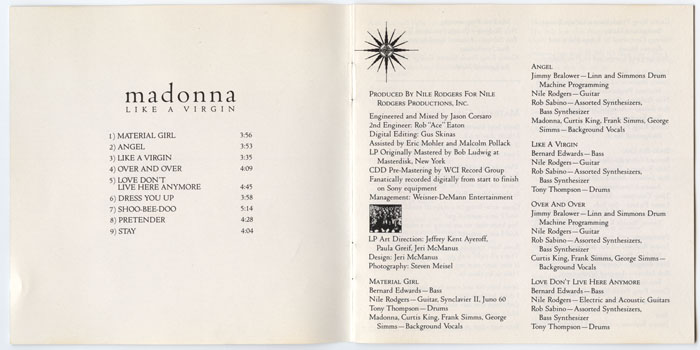 madonna
LIKE A VIRGIN
1) MATERIAL GIRL 3:56
2) ANGEL 3:53
3) LIKE A VIRGIN 3:35
4) OVER AND OVER 4:09
5) LOVE DON'T
LIVE HERE ANYMORE 4:45
6) DRESS YOU UP 3:58
7) SHOO-BEE-DOO 5:14
8) PRETENDER 4:28
9) STAY 4:04
PRODUCED BY NILE RODGERS FOR NILE
RODGERS PRODUCTIONS, INC.
Engineered and Mixed by Jason Corsaro
2nd Engineer: Rob "Ace" Eaton
Digital Editing: Gus Skinas
Assisted by Eric Mohler and Malcolm Pollack
LP Originally Mastered by Bob Ludwig at
Masterdisk, New York
CDD Pre-Mastering by WCI Record Group
Fanatically recorded digitally from start to finish
on Sony equipment
Management: Weisner-DeMann Entertainment
LP Art Direction: Jeffrey Kent Ayeroff,
Paula Greif, Jeri McManus
Design: Jeri McManus
Photography: Steven Meisel
MATERIAL GIRL
Bernard Edwards—Bass
Nile Rodgers—Guitar, Synclavier II, Juno 60
Tony Thompson—Drums
Madonna, Curtis King, Frank Simms, George
Simms—Background Vocals
ANGEL
Jimmy Bralower—Linn and Simmons Drum
Machine Programming
Nile Rodgers—Guitar
Rob Sabino—Assorted Synthesizers,
Bass Synthesizer
Madonna, Curtis King, Frank Simms, George
Simms—Background Vocals
LIKE A VIRGIN
Bernard Edwards—Bass
Nile Rodgers—Guitar
Rob Sabino—Assorted Synthesizers,
Bass Synthesizer
Tony Thompson—Drums
OVER AND OVER
Jimmy Bralower—Linn and Simmons Drum
Machine Programming
Nile Rodgers—Guitar
Rob Sabino—Assorted Synthesizers,
Bass Synthesizer
Curtis King, Frank Simms, George Simms—
Background Vocals
LOVE DON'T LIVE HERE ANYMORE
Bernard Edwards—Bass
Nile Rodgers—Electric and Acoustic Guitars
Rob Sabino—Assorted Synthesizers,
Bass Synthesizer
Tony Thompson—Drums